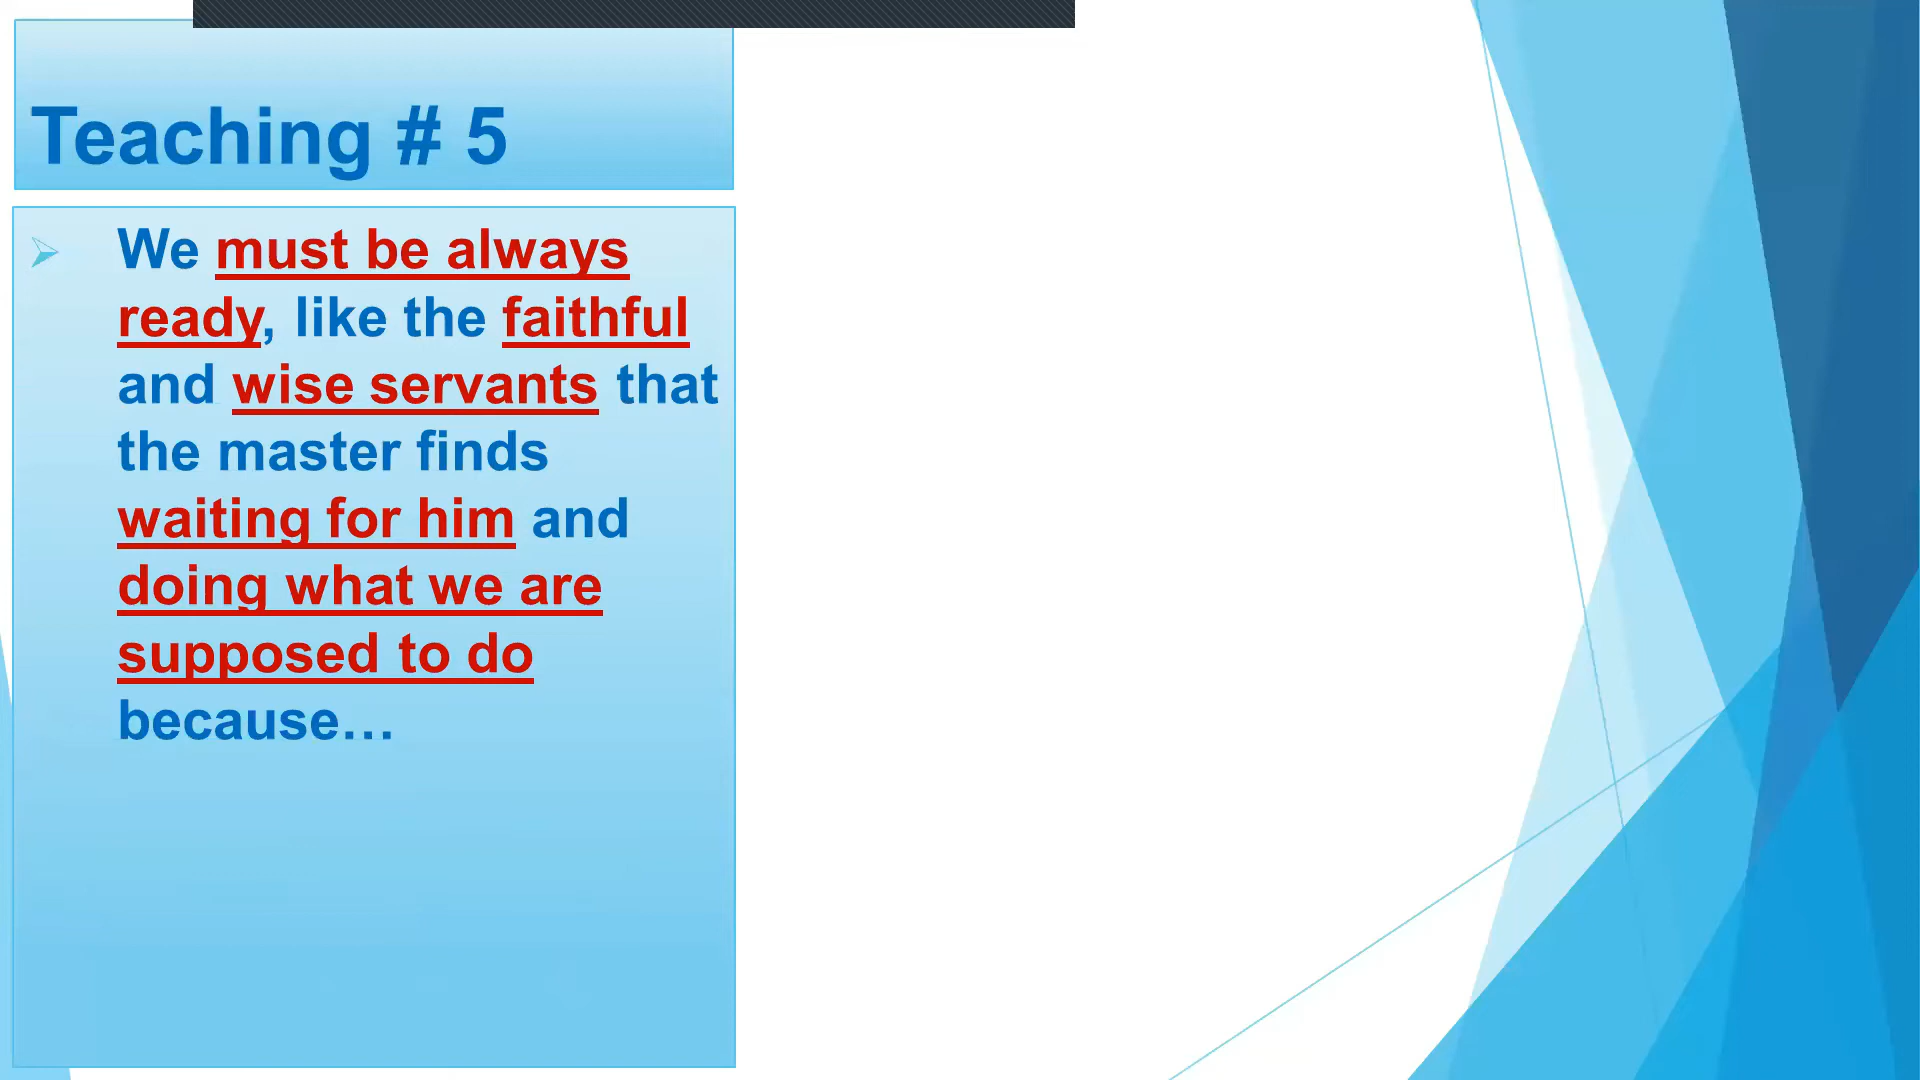 Teaching # 5
We must be always
ready, like the faithful
and wise servants that
the master finds
waiting for him and
doing what we are
supposed to do
because…